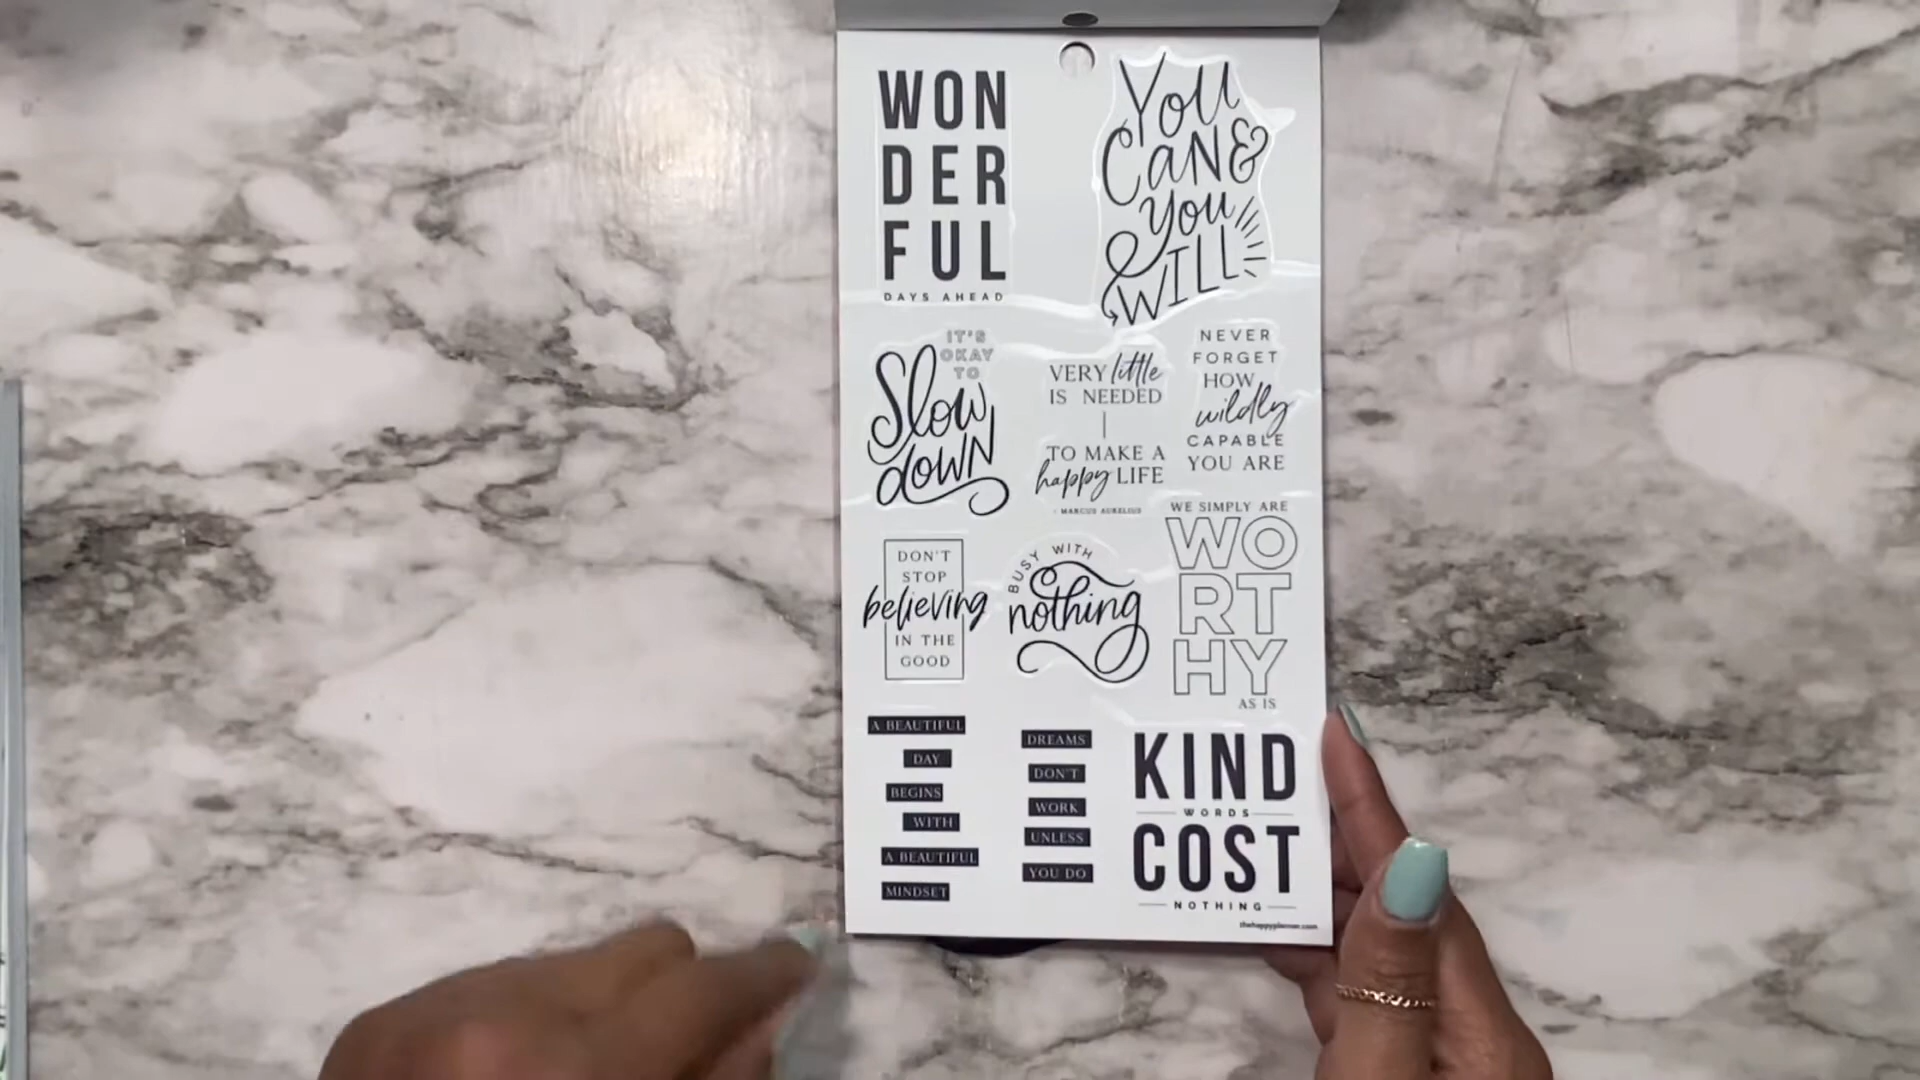 WON
DER
FUL
DAYS AHEAD
You
CAN &
you
WILL
IT'S
OKAY
TO
Slow
down
VERY little
IS NEEDED
TO MAKE A
happy LIFE
- MARCUS AURELIUS
NEVER
FORGET
HOW
wildly
CAPABLE
YOU ARE
DON'T
STOP
believing
IN THE
GOOD
BUSY WITH
nothing
WE SIMPLY ARE
WO
RT
HY
AS IS
A BEAUTIFUL
DAY
BEGINS
WITH
A BEAUTIFUL
MINDSET
DREAMS
DON'T
WORK
UNLESS
YOU DO
KIND
WORDS
COST
NOTHING
thehappyplanner.com